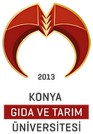 2013
KONYA
GIDA VE TARIM
ÜNİVERSİTESİ